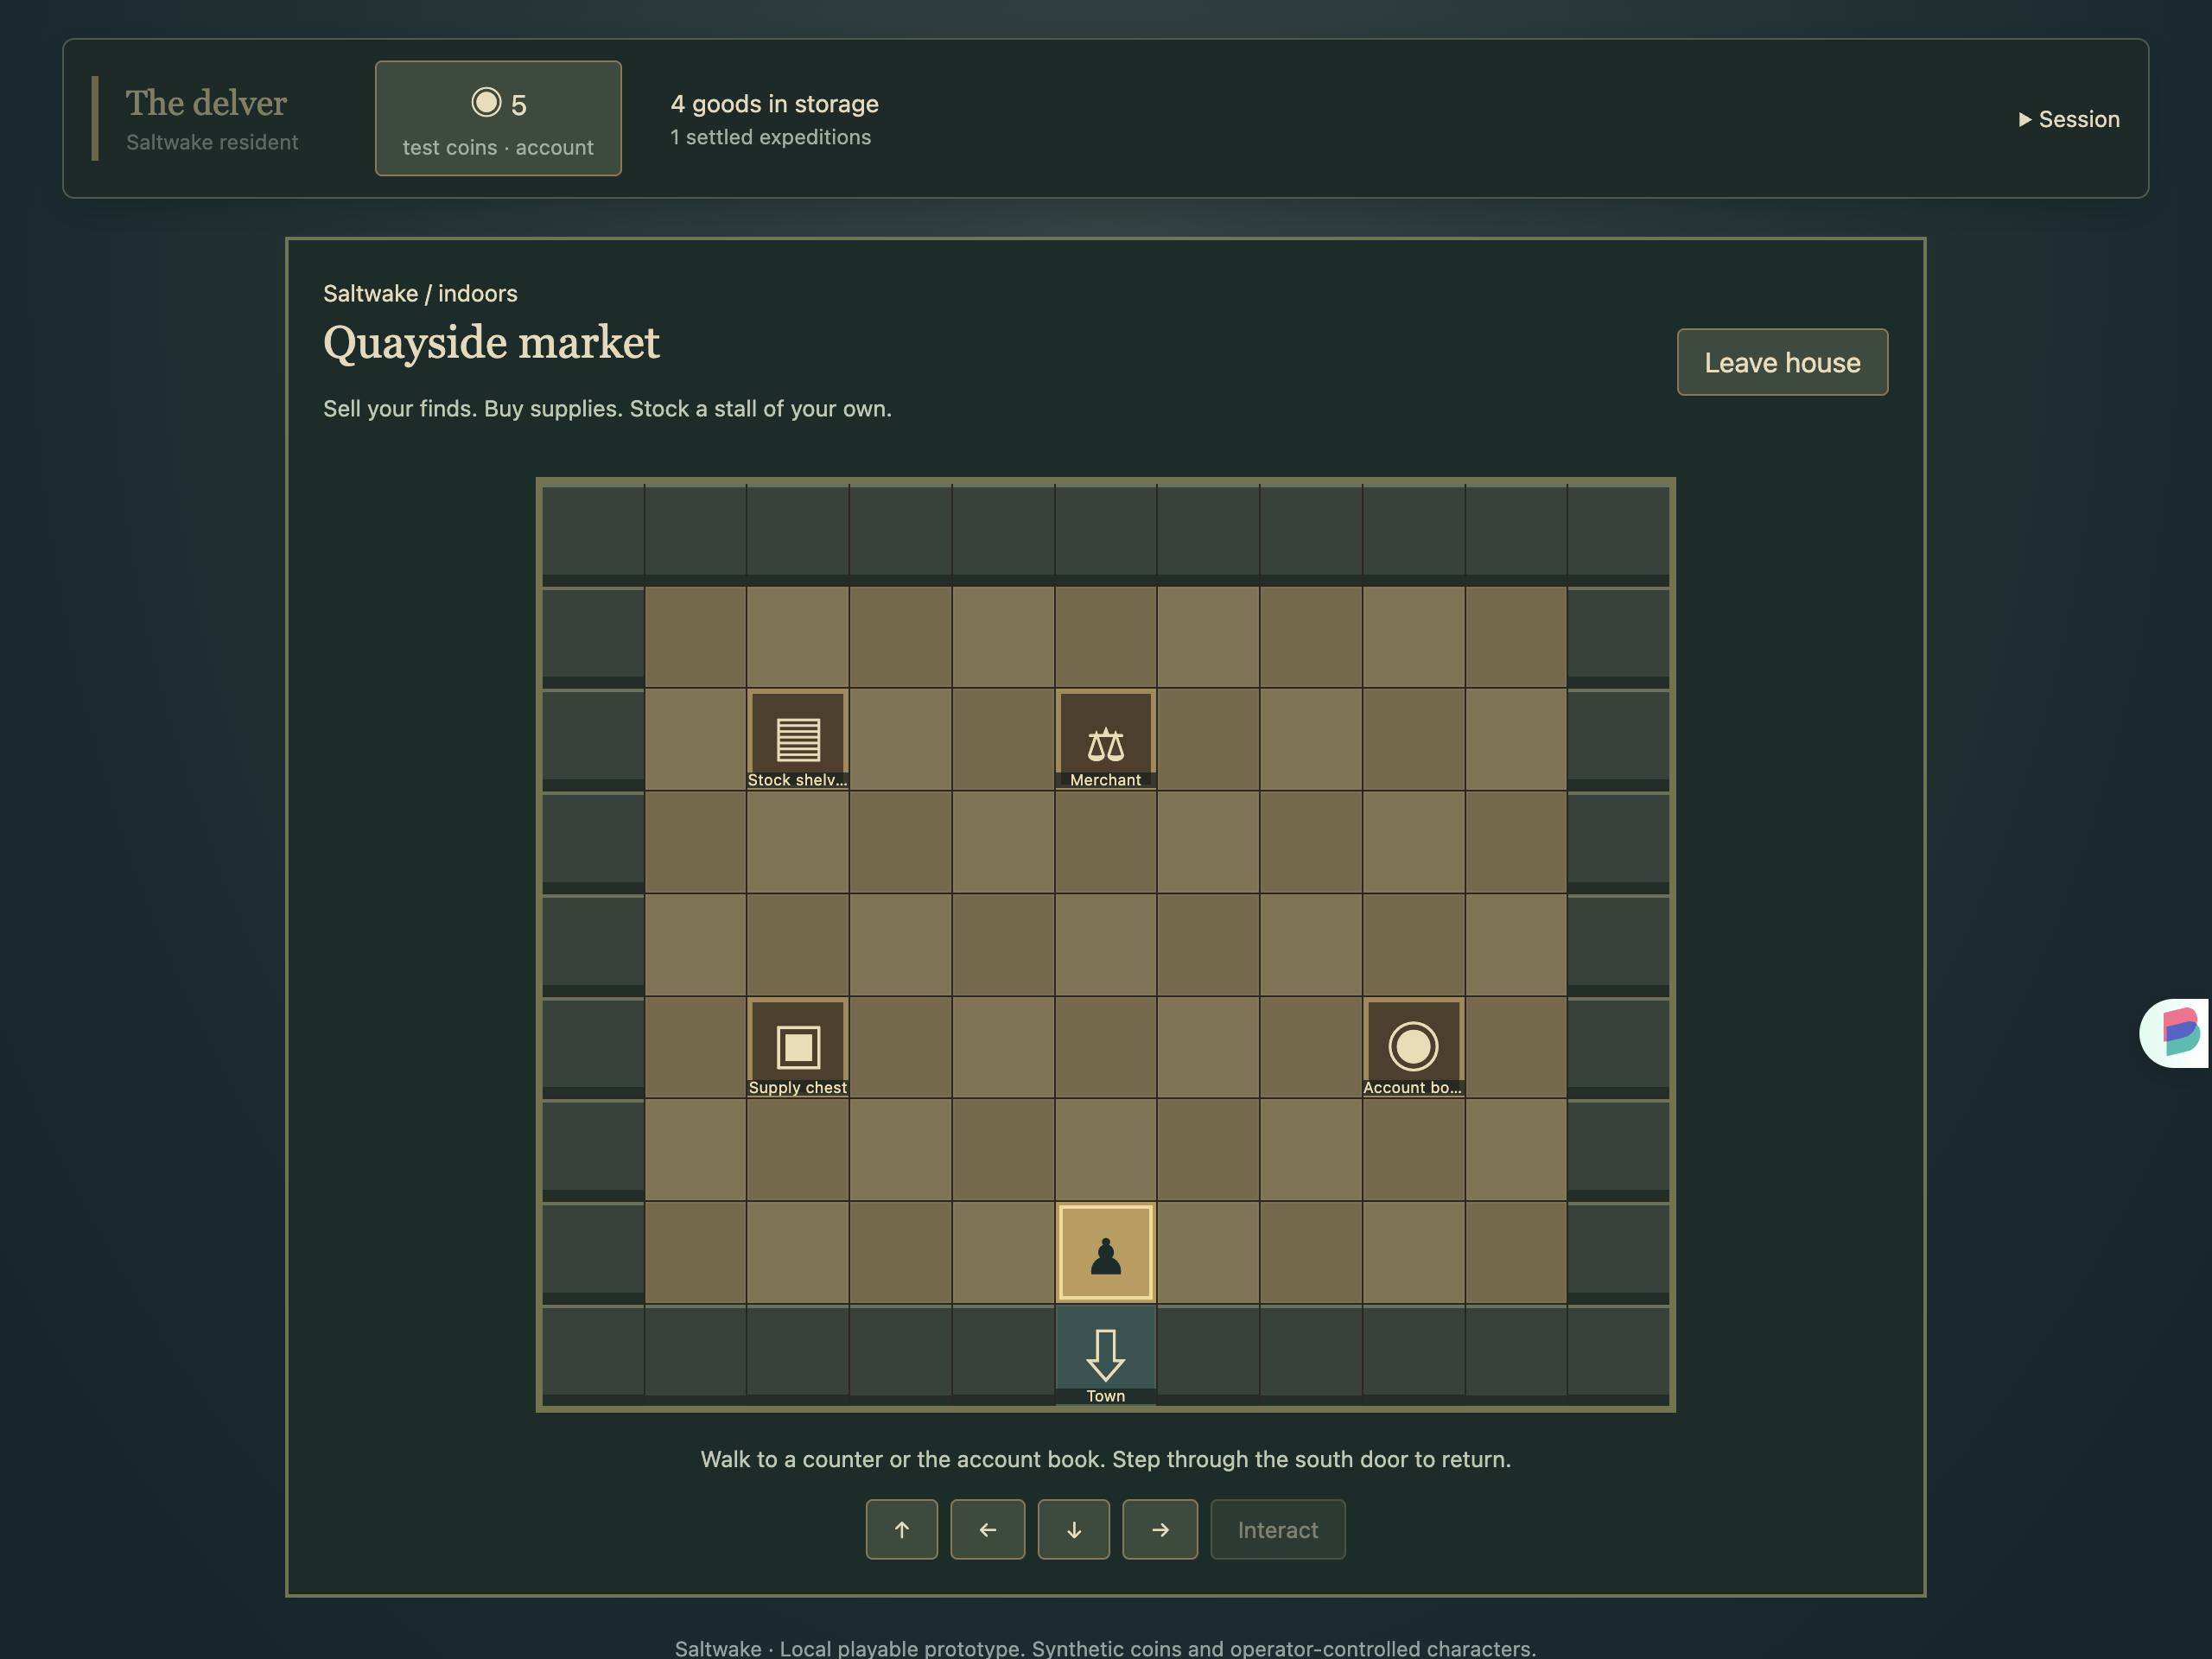 The delver
Saltwake resident
5
test coins · account
4 goods in storage
1 settled expeditions
▶ Session
Saltwake / indoors
Quayside market
Sell your finds. Buy supplies. Stock a stall of your own.
Leave house
Stock shelv...
Merchant
Supply chest
Account bo...
Town
Walk to a counter or the account book. Step through the south door to return.
↑ ← ↓ → Interact
Saltwake · Local playable prototype. Synthetic coins and operator-controlled characters.